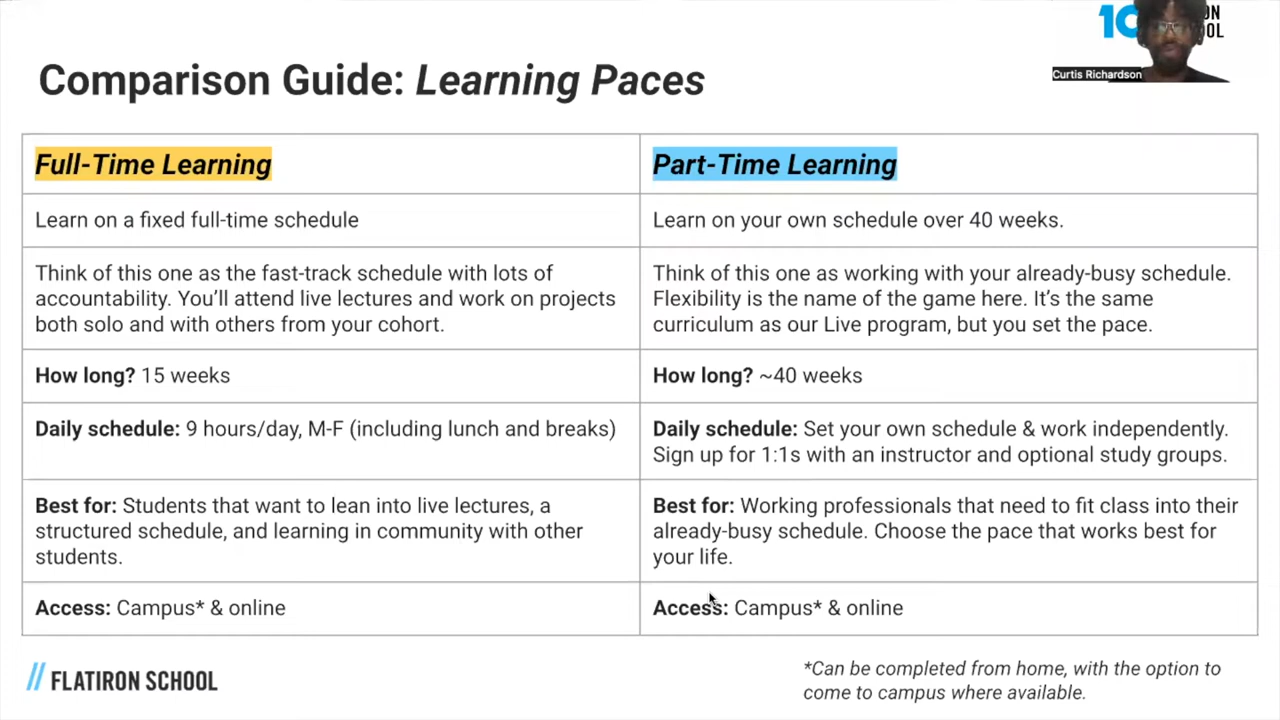 10
ON
OL
Curtis Richardson
Comparison Guide: Learning Paces
Full-Time Learning
Part-Time Learning
Learn on a fixed full-time schedule
Learn on your own schedule over 40 weeks.
Think of this one as the fast-track schedule with lots of
accountability. You’ll attend live lectures and work on projects
both solo and with others from your cohort.
Think of this one as working with your already-busy schedule.
Flexibility is the name of the game here. It’s the same
curriculum as our Live program, but you set the pace.
How long? 15 weeks
How long? ~40 weeks
Daily schedule: 9 hours/day, M-F (including lunch and breaks)
Daily schedule: Set your own schedule & work independently.
Sign up for 1:1s with an instructor and optional study groups.
Best for: Students that want to lean into live lectures, a
structured schedule, and learning in community with other
students.
Best for: Working professionals that need to fit class into their
already-busy schedule. Choose the pace that works best for
your life.
Access: Campus* & online
Access: Campus* & online
// FLATIRON SCHOOL
*Can be completed from home, with the option to
come to campus where available.